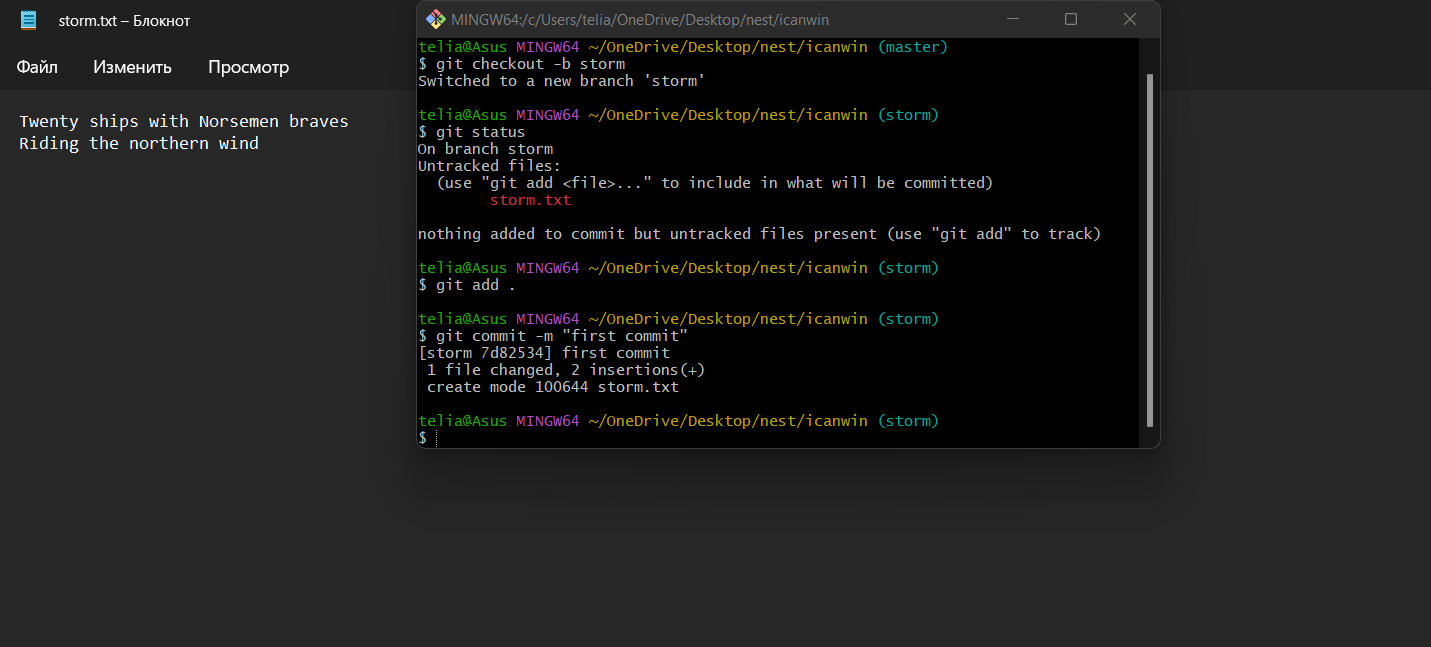 storm.txt – Блокнот
Файл Изменить Просмотр
Twenty ships with Norsemen braves
Riding the northern wind
MINGW64:/c/Users/telia/OneDrive/Desktop/nest/icanwin
telia@Asus MINGW64 ~/OneDrive/Desktop/nest/icanwin (master)
$ git checkout -b storm
Switched to a new branch 'storm'
telia@Asus MINGW64 ~/OneDrive/Desktop/nest/icanwin (storm)
$ git status
On branch storm
Untracked files:
  (use "git add <file>..." to include in what will be committed)
        storm.txt
nothing added to commit but untracked files present (use "git add" to track)
telia@Asus MINGW64 ~/OneDrive/Desktop/nest/icanwin (storm)
$ git add .
telia@Asus MINGW64 ~/OneDrive/Desktop/nest/icanwin (storm)
$ git commit -m "first commit"
[storm 7d82534] first commit
 1 file changed, 2 insertions(+)
 create mode 100644 storm.txt
telia@Asus MINGW64 ~/OneDrive/Desktop/nest/icanwin (storm)
$